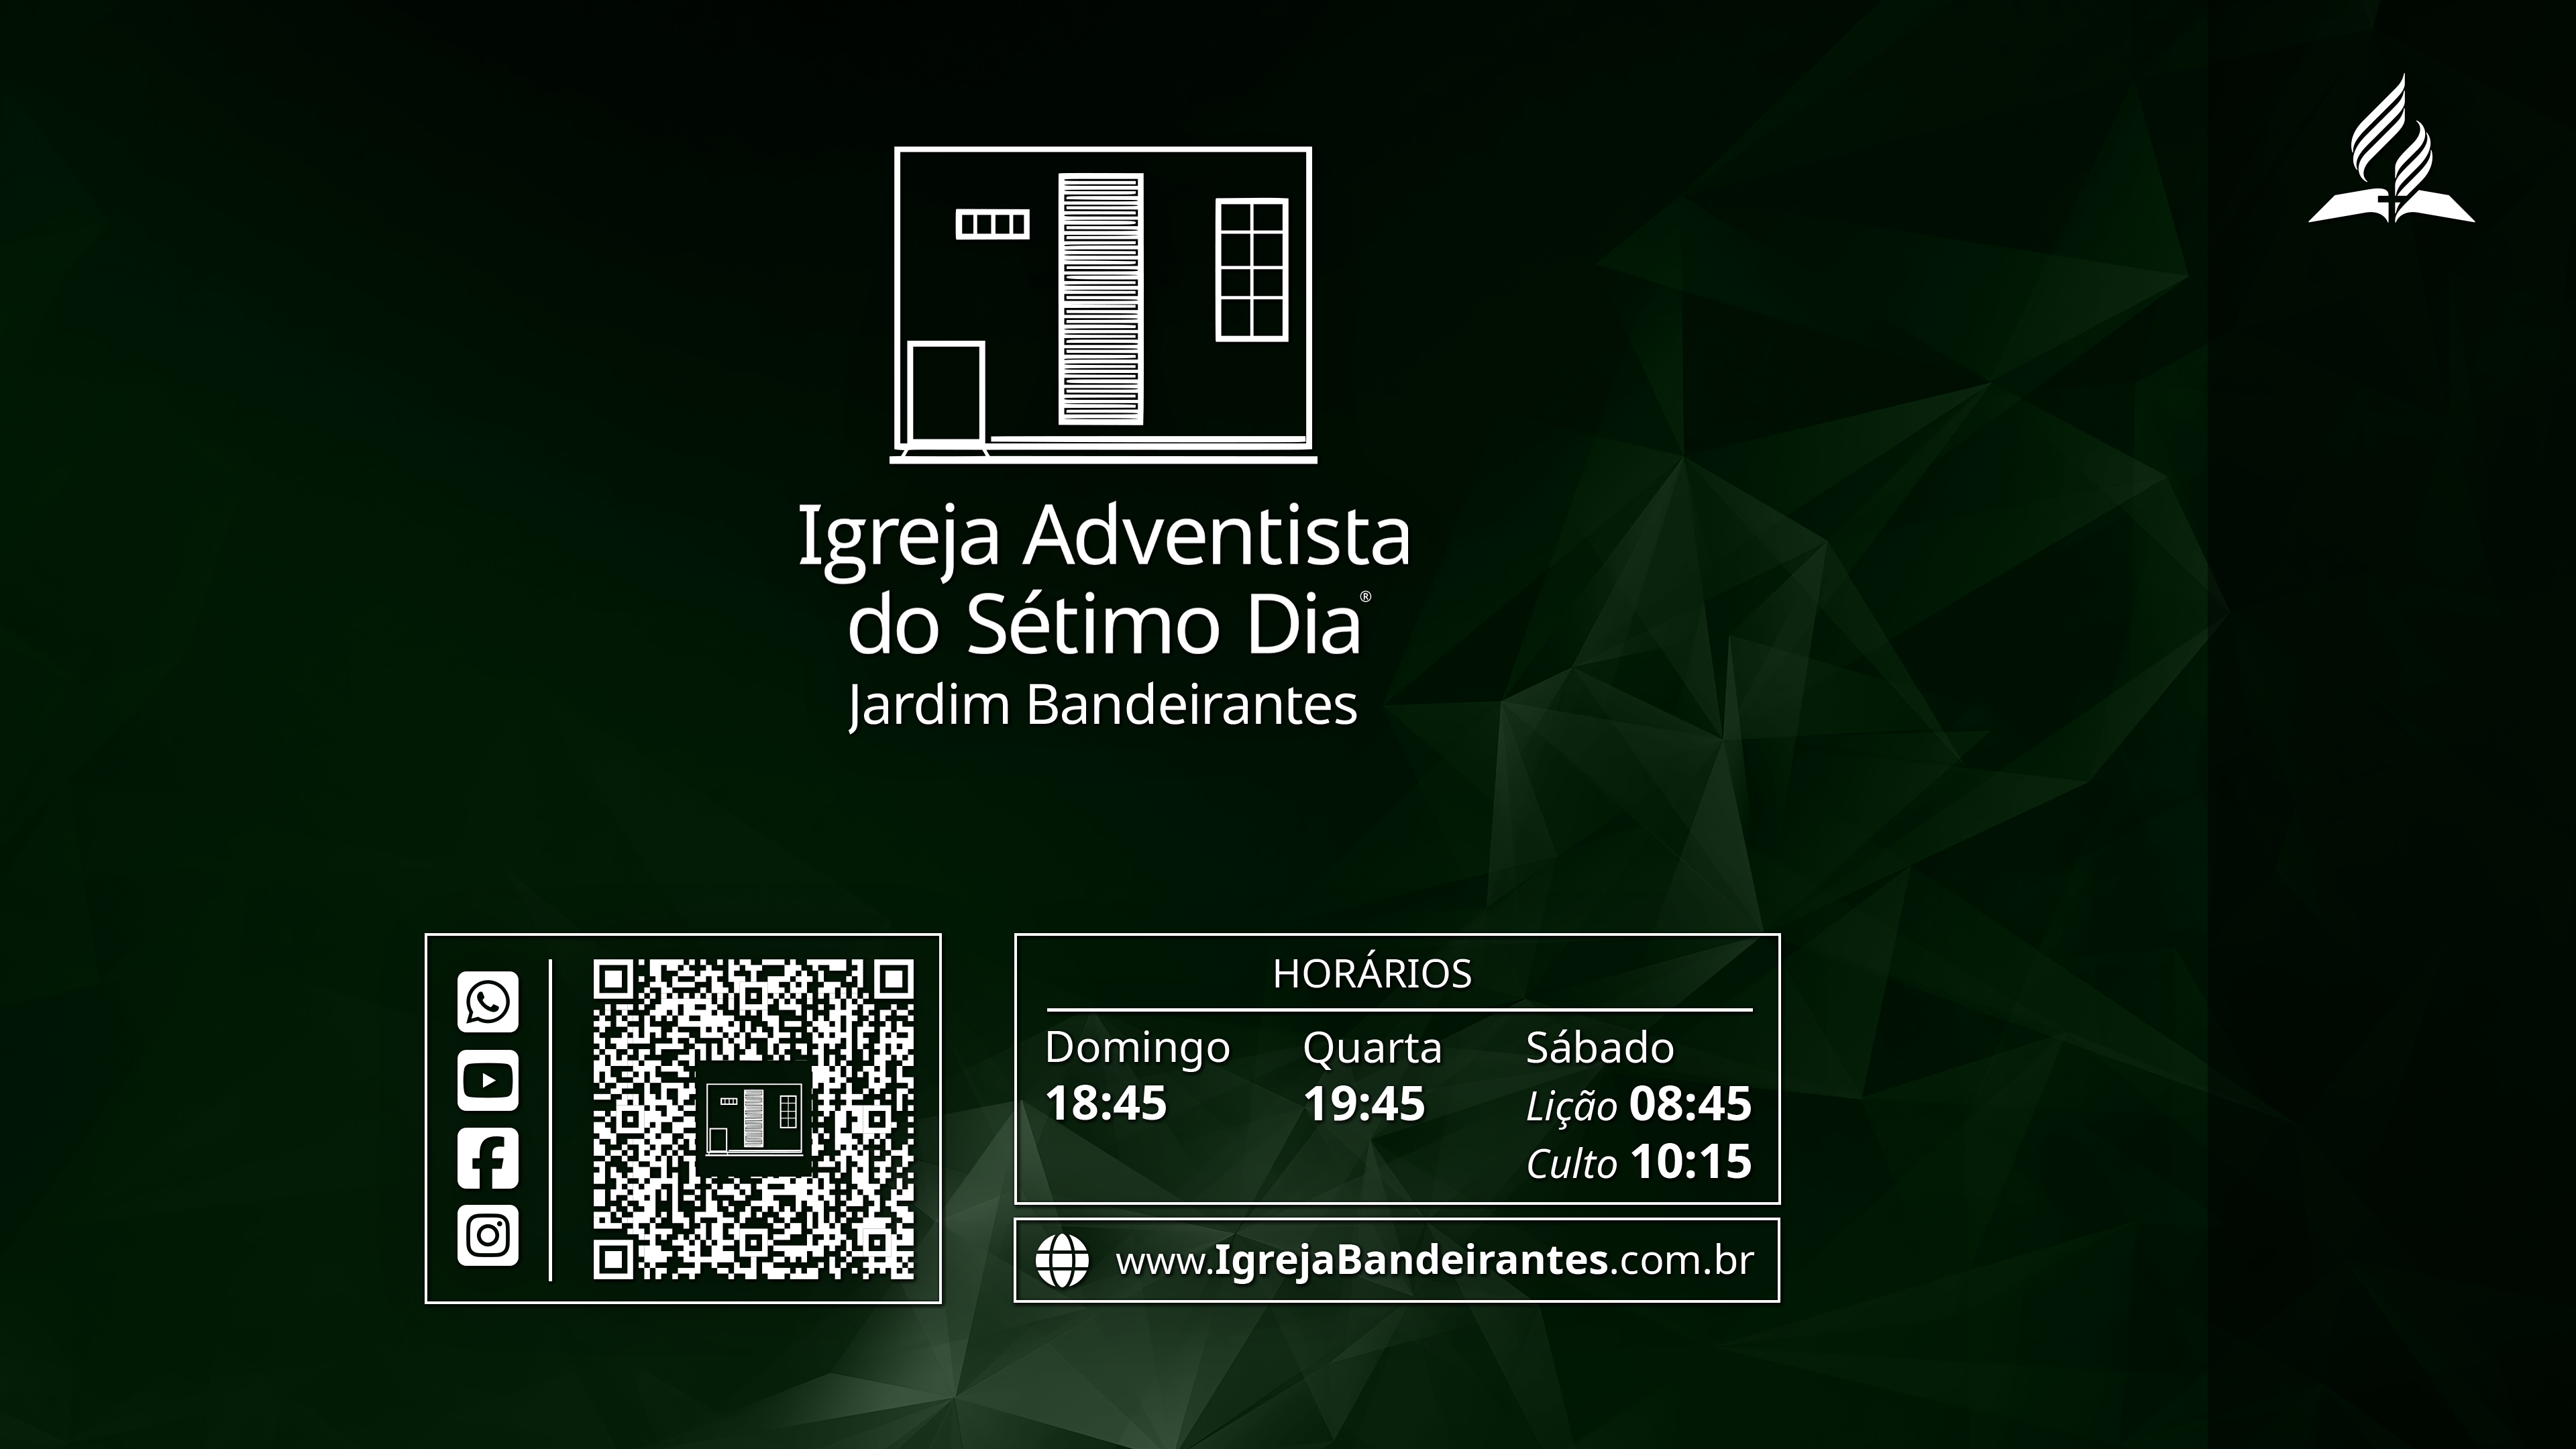 Igreja Adventista
do Sétimo Dia®
Jardim Bandeirantes
HORÁRIOS
Domingo
18:45
Quarta
19:45
Sábado
Lição 08:45
Culto 10:15
www.IgrejaBandeirantes.com.br